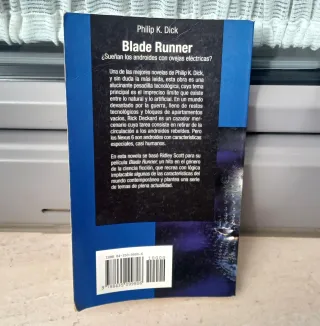 Philip K. Dick
Blade Runner
¿Sueñan los androides con ovejas eléctricas?
Una de las mejores novelas de Philip K. Dick,
y sin duda la más leída, esta obra es una
alucinante pesadilla tecnológica, cuyo tema
principal es el impreciso límite que existe
entre lo natural y lo artificial. En un mundo
devastado por la guerra, lleno de restos
tecnológicos y bloques de apartamentos
vacíos, Rick Deckard es un cazador mer-
cenario cuya tarea consiste en retirar de la
circulación a los androides rebeldes. Pero
los Nexus 6 son androides con características
especiales, casi humanos.
En esta novela se basó Ridley Scott para su
película Blade Runner, un hito en el género
de la ciencia ficción, que recrea con lógica
implacable algunas de las características del
mundo contemporáneo y plantea una serie
de temas de plena actualidad.